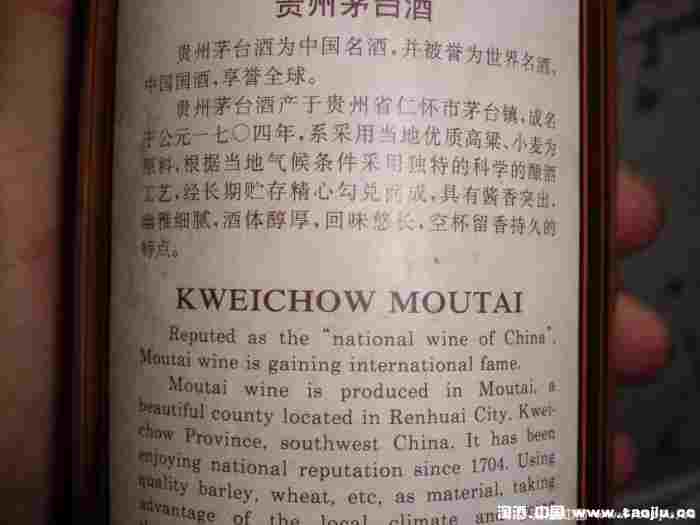 贵州茅台酒
贵州茅台酒为中国名酒，并被誉为世界名酒，
中国国酒，享誉全球。
贵州茅台酒产于贵州省仁怀市茅台镇，成名
于公元一七〇四年，系采用当地优质高粱、小麦为
原料，根据当地气候条件采用独特的科学的酿酒
工艺，经长期贮存精心勾兑而成，具有酱香突出、
幽雅细腻，酒体醇厚，回味悠长，空杯留香持久的
特点。
KWEICHOW MOUTAI
Reputed as the "national wine of China",
Moutai wine is gaining international fame.
Moutai wine is produced in Moutai, a
beautiful county located in Renhuai City, Kwei-
chow Province, southwest China. It has been
enjoying national reputation since 1704. Using
quality barley, wheat, etc, as material, taking
advantage of the local climate and
淘酒.中国 www.taojiu.cc